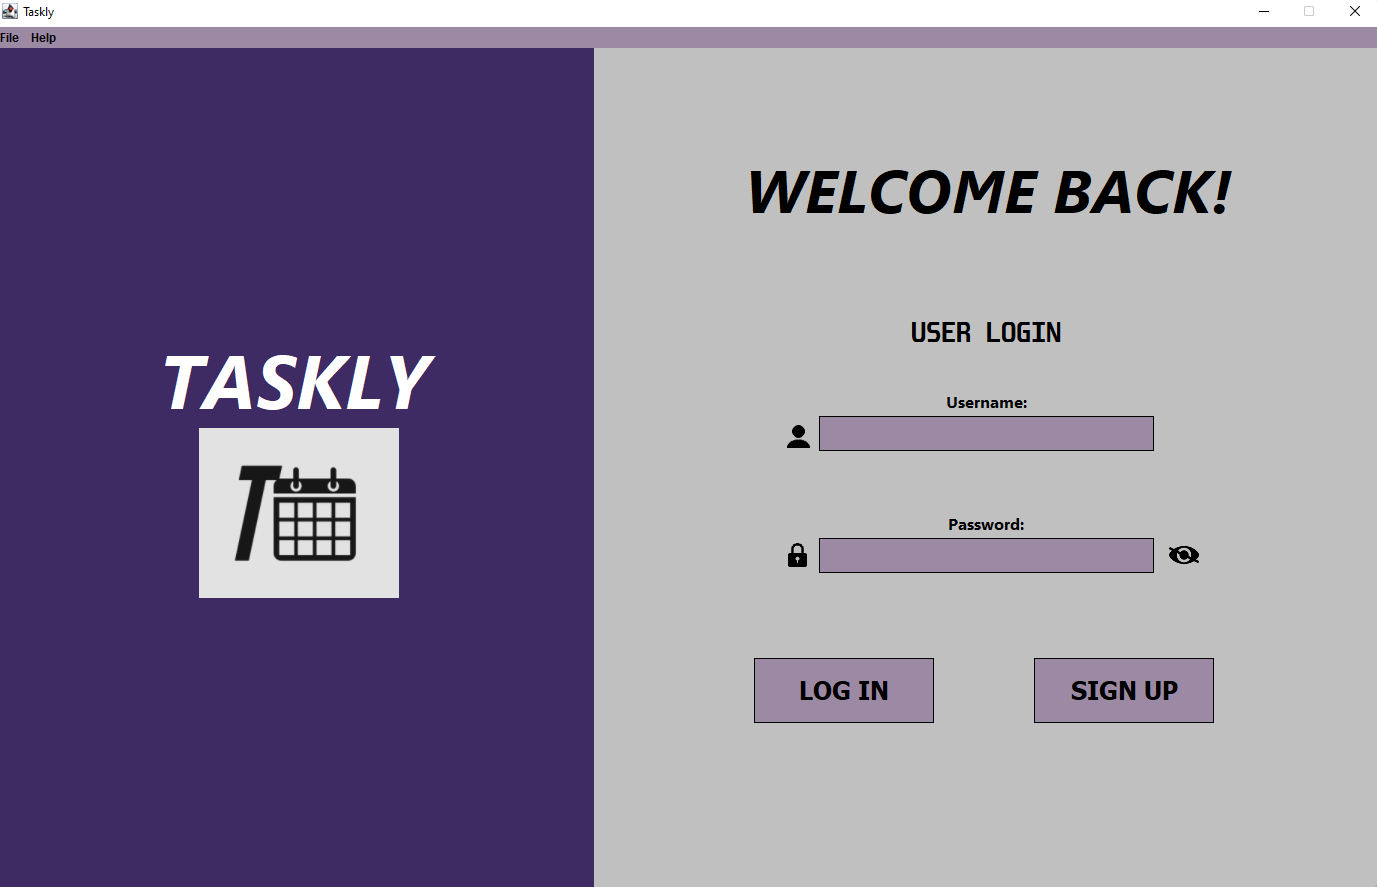 Taskly
File Help
TASKLY
T
WELCOME BACK!
USER LOGIN
Username:
Password:
LOG IN
SIGN UP